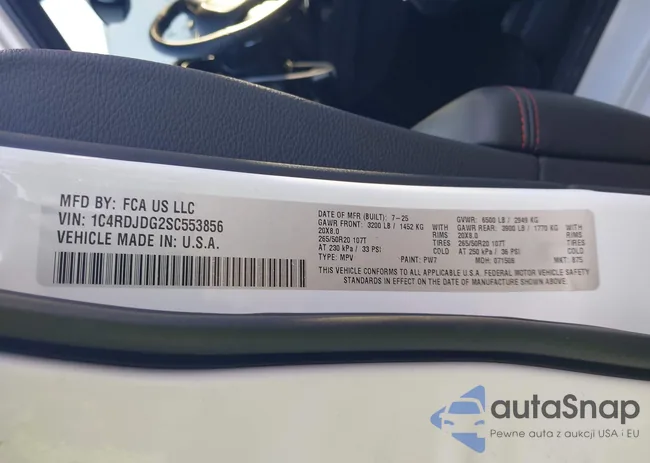 MFD BY: FCA US LLC
VIN: 1C4RDJDG2SC553856
VEHICLE MADE IN: U.S.A.
DATE OF MFR (BUILT): 7-25 GVWR: 6500 LB / 2949 KG
GAWR FRONT: 3200 LB / 1452 KG WITH GAWR REAR: 3900 LB / 1770 KG WITH
20X8.0 RIMS 20X8.0 RIMS
265/50R20 107T TIRES 265/50R20 107T TIRES
AT 230 kPa / 33 PSI COLD AT 250 kPa / 36 PSI COLD
TYPE: MPV PAINT: PW7 MDH: 071508 MKT: 875
THIS VEHICLE CONFORMS TO ALL APPLICABLE U.S.A. FEDERAL MOTOR VEHICLE SAFETY
STANDARDS IN EFFECT ON THE DATE OF MANUFACTURE SHOWN ABOVE.
autaSnap
Pewne auta z aukcji USA i EU